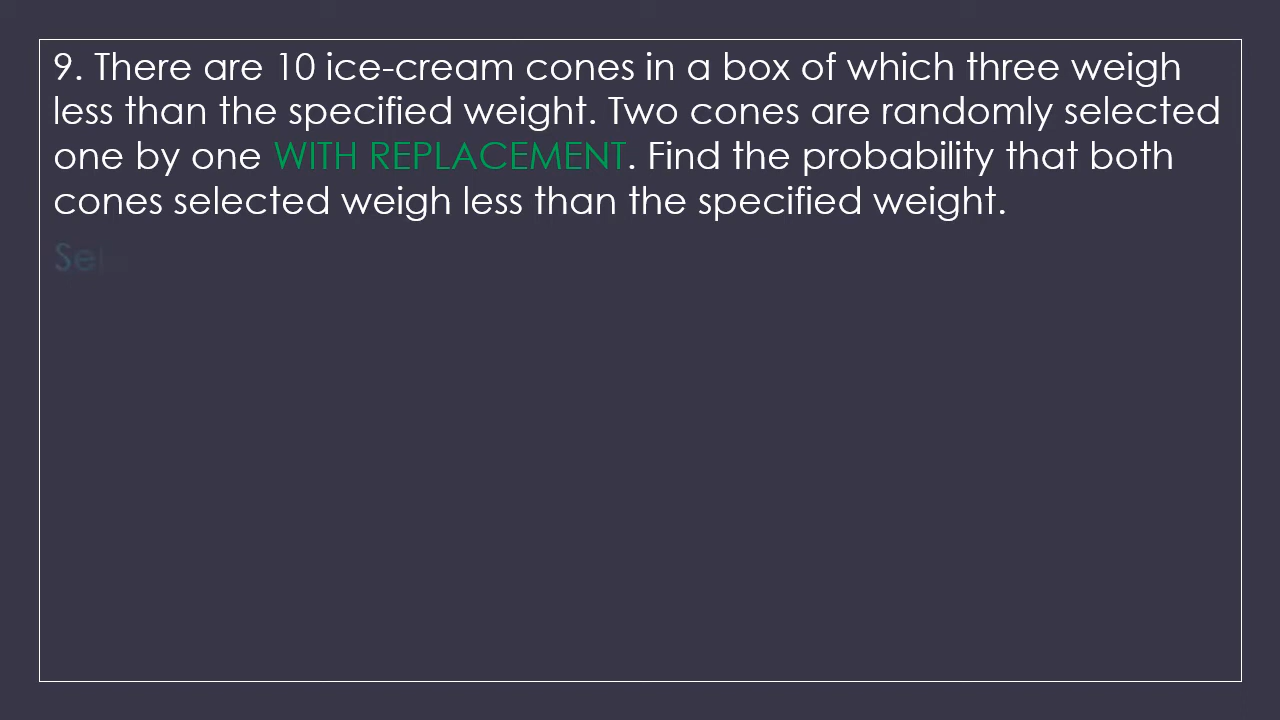 9. There are 10 ice-cream cones in a box of which three weigh
less than the specified weight. Two cones are randomly selected
one by one WITH REPLACEMENT. Find the probability that both
cones selected weigh less than the specified weight.